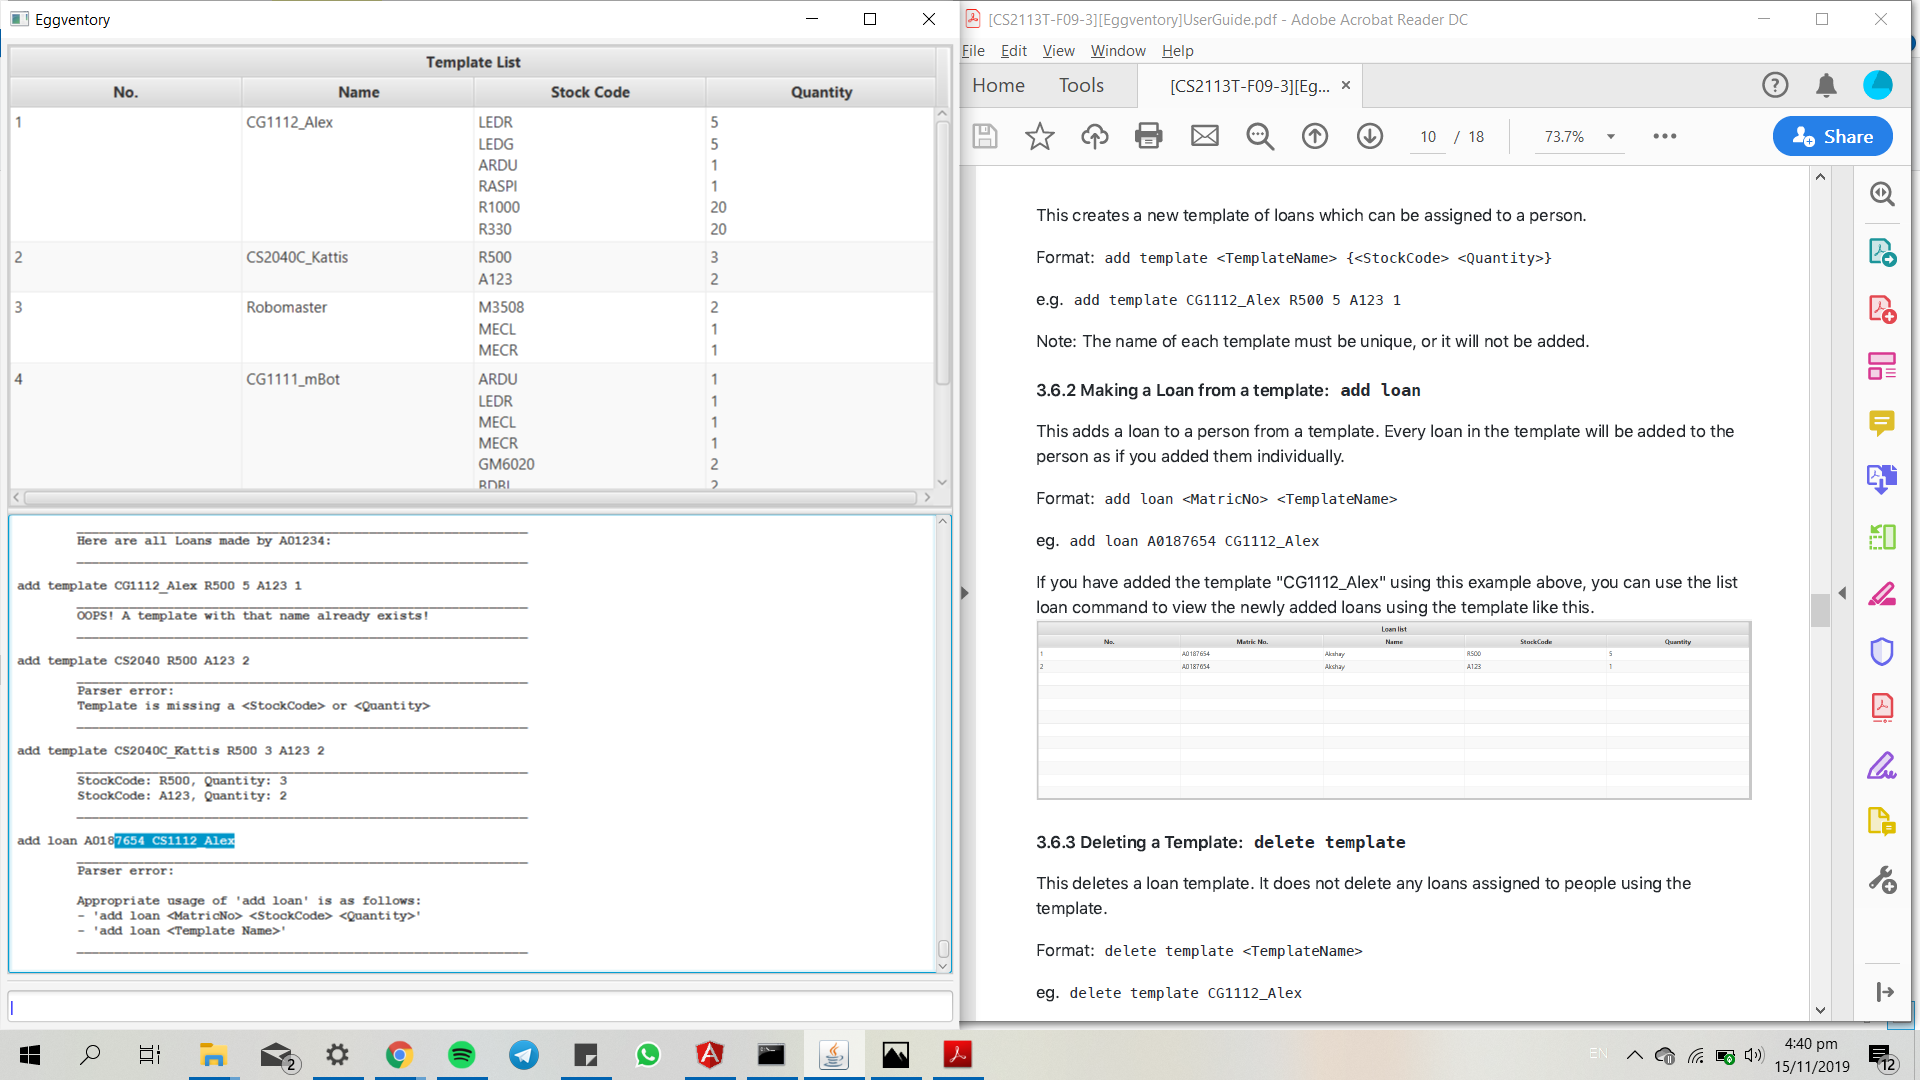 Eggventory
Template List
No. Name Stock Code Quantity
1 CG1112_Alex LEDR 5
LEDG 5
ARDU 1
RASPI 1
R1000 20
R330 20
2 CS2040C_Kattis R500 3
A123 2
3 Robomaster M3508 2
MECL 1
MECR 1
4 CG1111_mBot ARDU 1
LEDR 1
MECL 1
MECR 1
GM6020 2
BDBL 2
Here are all Loans made by A01234:
add template CG1112_Alex R500 5 A123 1
OOPS! A template with that name already exists!
add template CS2040 R500 A123 2
Parser error:
Template is missing a <StockCode> or <Quantity>
add template CS2040C_Kattis R500 3 A123 2
StockCode: R500, Quantity: 3
StockCode: A123, Quantity: 2
add loan A0187654 CS1112_Alex
Parser error:
Appropriate usage of 'add loan' is as follows:
- 'add loan <MatricNo> <StockCode> <Quantity>'
- 'add loan <Template Name>'
[CS2113T-F09-3][Eggventory]UserGuide.pdf - Adobe Acrobat Reader DC
File Edit View Window Help
Home Tools [CS2113T-F09-3][Eg... ×
10 / 18 73.7% Share
This creates a new template of loans which can be assigned to a person.
Format: add template <TemplateName> {<StockCode> <Quantity>}
e.g. add template CG1112_Alex R500 5 A123 1
Note: The name of each template must be unique, or it will not be added.
3.6.2 Making a Loan from a template: add loan
This adds a loan to a person from a template. Every loan in the template will be added to the
person as if you added them individually.
Format: add loan <MatricNo> <TemplateName>
eg. add loan A0187654 CG1112_Alex
If you have added the template "CG1112_Alex" using this example above, you can use the list
loan command to view the newly added loans using the template like this.
Loan list
No. Matric No. Name StockCode Quantity
1 A0187654 Akshay R500 5
2 A0187654 Akshay A123 1
3.6.3 Deleting a Template: delete template
This deletes a loan template. It does not delete any loans assigned to people using the
template.
Format: delete template <TemplateName>
eg. delete template CG1112_Alex
2
EN
4:40 pm
15/11/2019
12